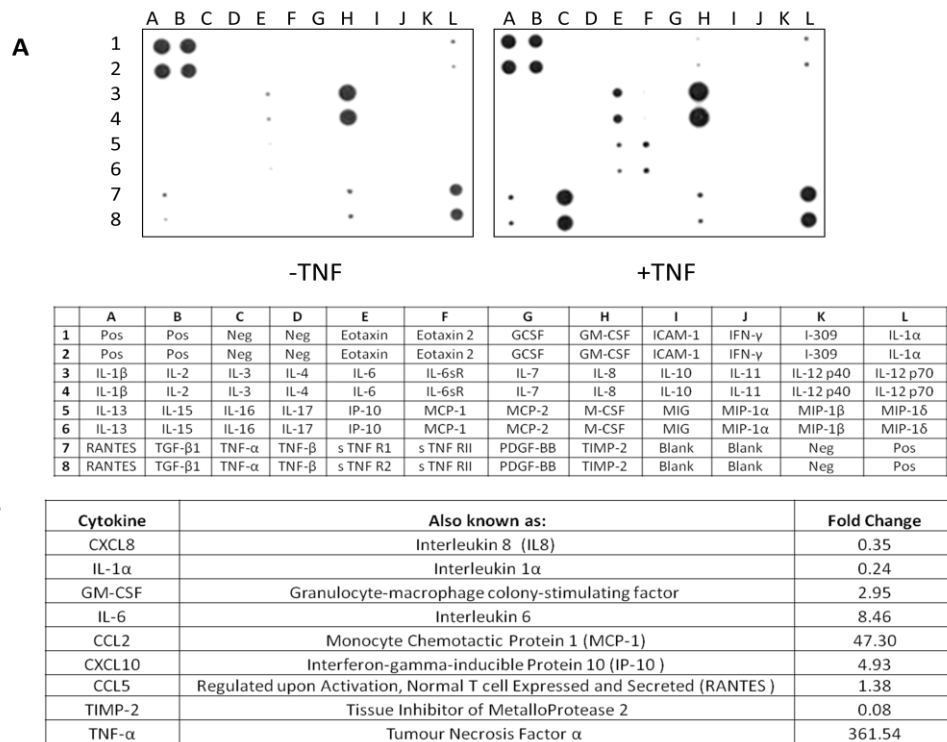 A B C D E F G H I J K L A B C D E F G H I J K L
A
1
2
3
4
5
6
7
8
-TNF +TNF
A B C D E F G H I J K L
1 Pos Pos Neg Neg Eotaxin Eotaxin 2 GCSF GM-CSF ICAM-1 IFN-γ I-309 IL-1α
2 Pos Pos Neg Neg Eotaxin Eotaxin 2 GCSF GM-CSF ICAM-1 IFN-γ I-309 IL-1α
3 IL-1β IL-2 IL-3 IL-4 IL-6 IL-6sR IL-7 IL-8 IL-10 IL-11 IL-12 p40 IL-12 p70
4 IL-1β IL-2 IL-3 IL-4 IL-6 IL-6sR IL-7 IL-8 IL-10 IL-11 IL-12 p40 IL-12 p70
5 IL-13 IL-15 IL-16 IL-17 IP-10 MCP-1 MCP-2 M-CSF MIG MIP-1α MIP-1β MIP-1δ
6 IL-13 IL-15 IL-16 IL-17 IP-10 MCP-1 MCP-2 M-CSF MIG MIP-1α MIP-1β MIP-1δ
7 RANTES TGF-β1 TNF-α TNF-β s TNF R1 s TNF RII PDGF-BB TIMP-2 Blank Blank Neg Pos
8 RANTES TGF-β1 TNF-α TNF-β s TNF R2 s TNF RII PDGF-BB TIMP-2 Blank Blank Neg Pos
Cytokine Also known as: Fold Change
CXCL8 Interleukin 8 (IL8) 0.35
IL-1α Interleukin 1α 0.24
GM-CSF Granulocyte-macrophage colony-stimulating factor 2.95
IL-6 Interleukin 6 8.46
CCL2 Monocyte Chemotactic Protein 1 (MCP-1) 47.30
CXCL10 Interferon-gamma-inducible Protein 10 (IP-10 ) 4.93
CCL5 Regulated upon Activation, Normal T cell Expressed and Secreted (RANTES ) 1.38
TIMP-2 Tissue Inhibitor of MetalloProtease 2 0.08
TNF-α Tumour Necrosis Factor α 361.54